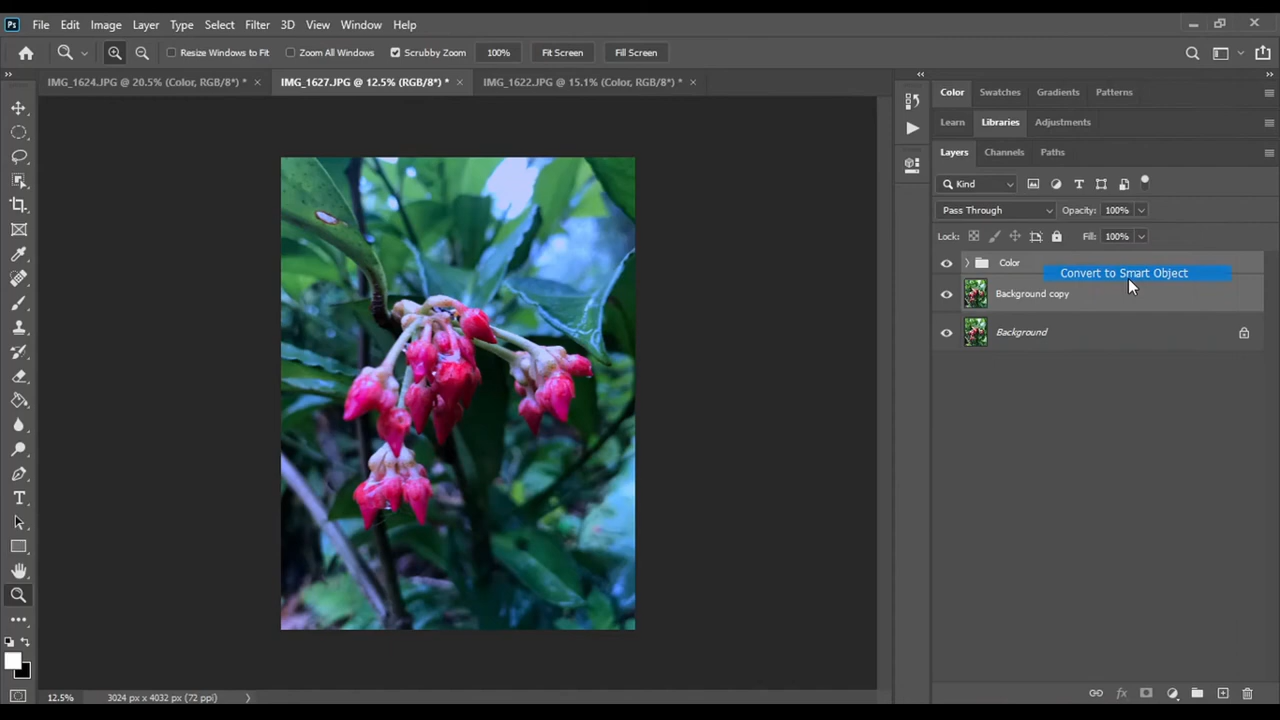 Ps File Edit Image Layer Type Select Filter 3D View Window Help
Resize Windows to Fit Zoom All Windows Scrubby Zoom 100% Fit Screen Fill Screen
IMG_1624.JPG @ 20.5% (Color, RGB/8*) * IMG_1627.JPG @ 12.5% (RGB/8*) * IMG_1622.JPG @ 15.1% (Color, RGB/8*) *
Color Swatches Gradients Patterns
Learn Libraries Adjustments
Layers Channels Paths
Kind
Pass Through Opacity: 100%
Lock: Fill: 100%
Color
Convert to Smart Object
Background copy
Background
12.5% 3024 px x 4032 px (72 ppi)